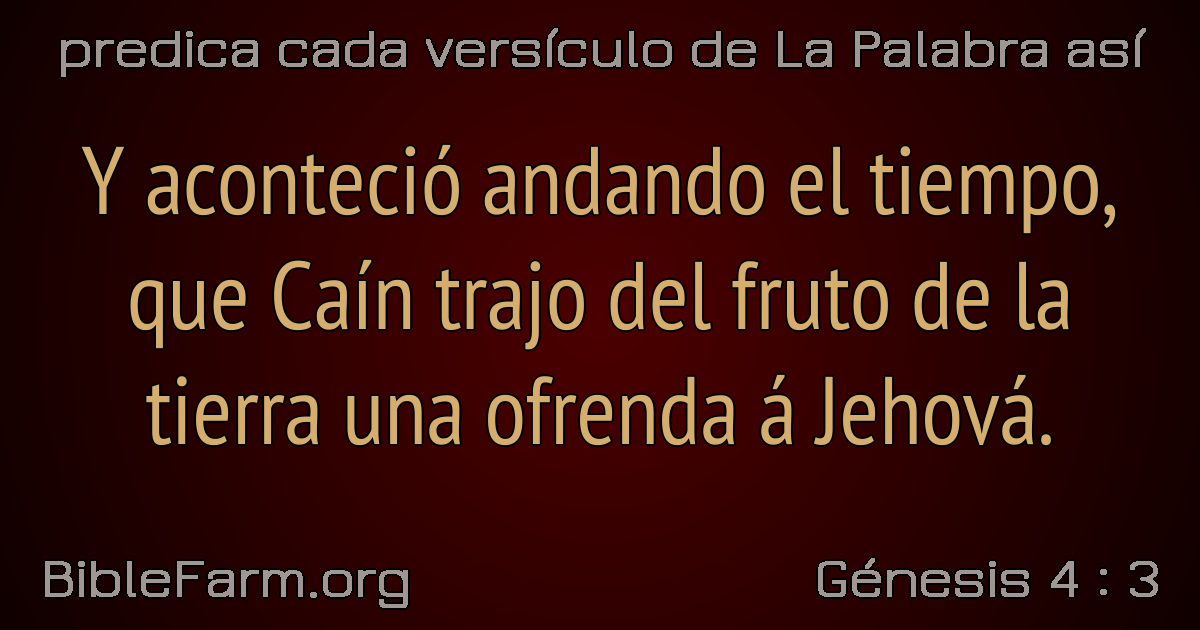 predica cada versículo de La Palabra así
Y aconteció andando el tiempo,
que Caín trajo del fruto de la
tierra una ofrenda á Jehová.
BibleFarm.org
Génesis 4 : 3